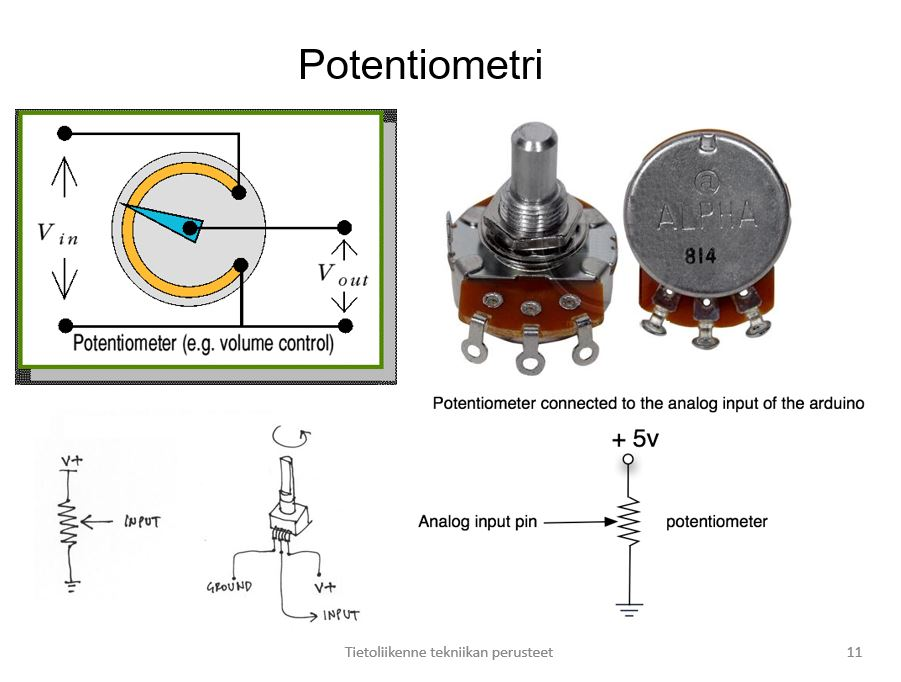 Potentiometri
V in
V out
Potentiometer (e.g. volume control)
@
ALPHA
814
Potentiometer connected to the analog input of the arduino
+ 5v
Analog input pin
potentiometer
V+
INPUT
GROUND
V+
INPUT
Tietoliikenne tekniikan perusteet
11